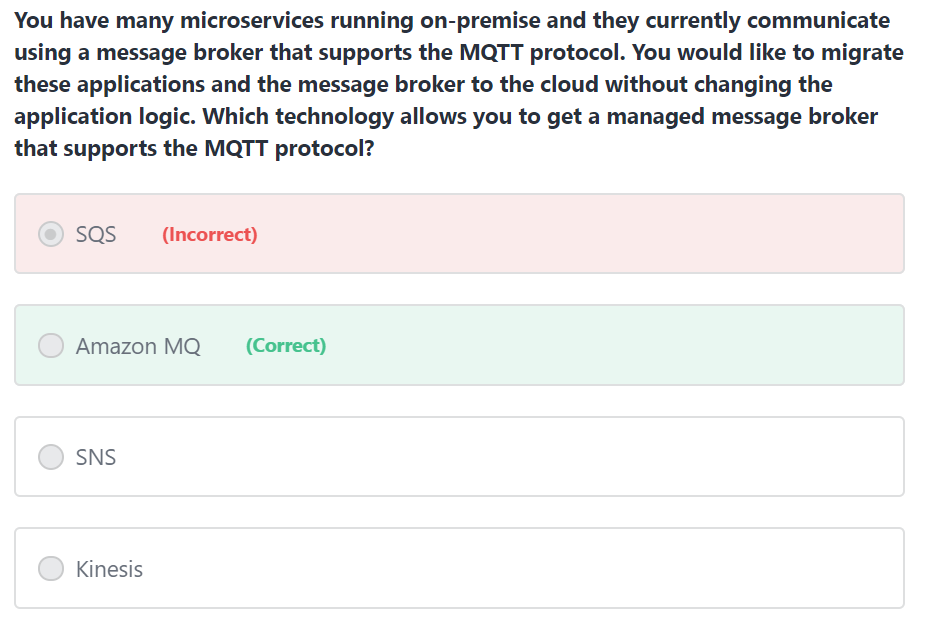 You have many microservices running on-premise and they currently communicate
using a message broker that supports the MQTT protocol. You would like to migrate
these applications and the message broker to the cloud without changing the
application logic. Which technology allows you to get a managed message broker
that supports the MQTT protocol?
SQS (Incorrect)
Amazon MQ (Correct)
SNS
Kinesis